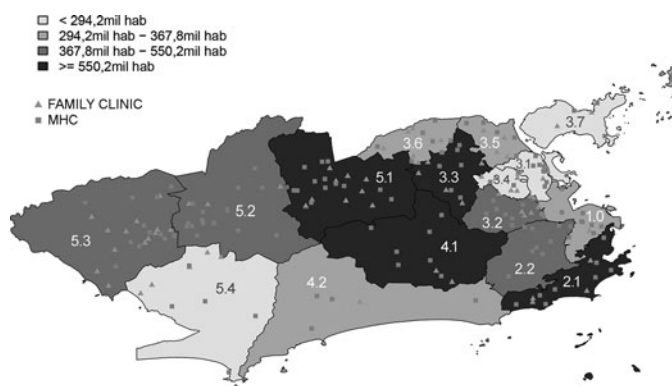 < 294,2mil hab
294,2mil hab − 367,8mil hab
367,8mil hab − 550,2mil hab
>= 550,2mil hab
FAMILY CLINIC
MHC
3.7
3.6
3.5
3.1
3.3
3.4
5.1
5.2
3.2
1.0
5.3
4.1
2.2
5.4
4.2
2.1